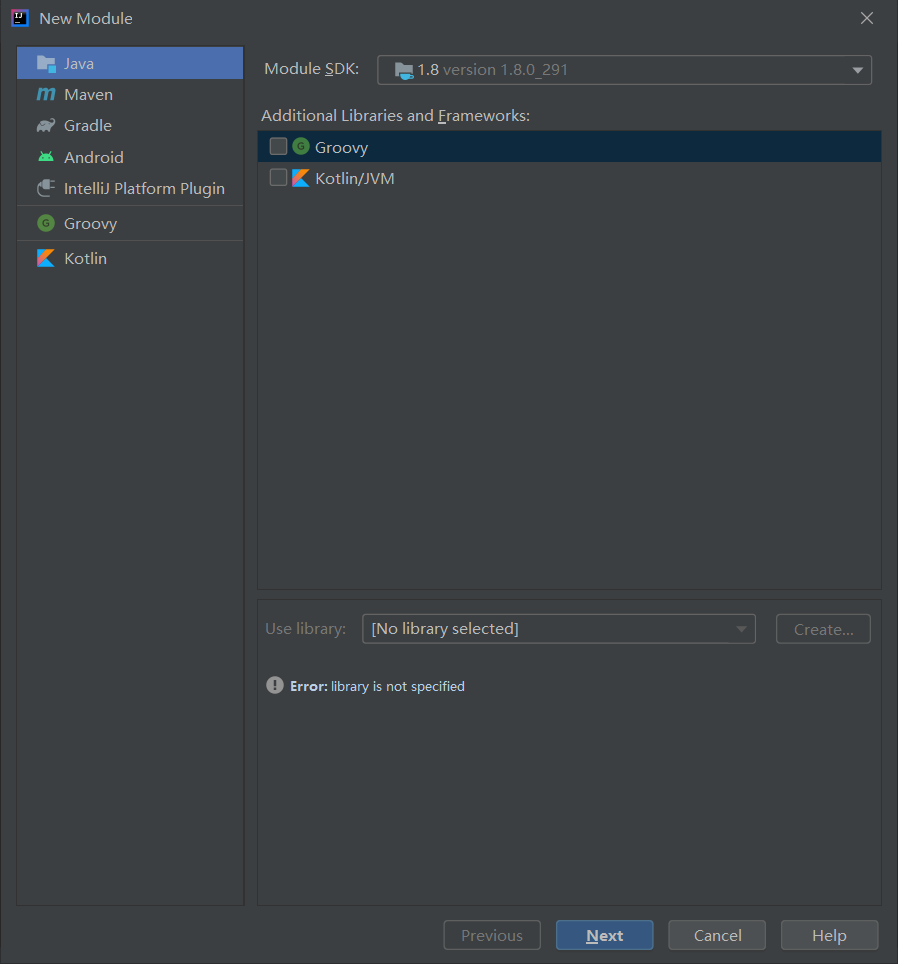 New Module
Java
Maven
Gradle
Android
IntelliJ Platform Plugin
Groovy
Kotlin
Module SDK: 1.8 version 1.8.0_291
Additional Libraries and Frameworks:
Groovy
Kotlin/JVM
Use library: [No library selected] Create...
Error: library is not specified
Previous Next Cancel Help